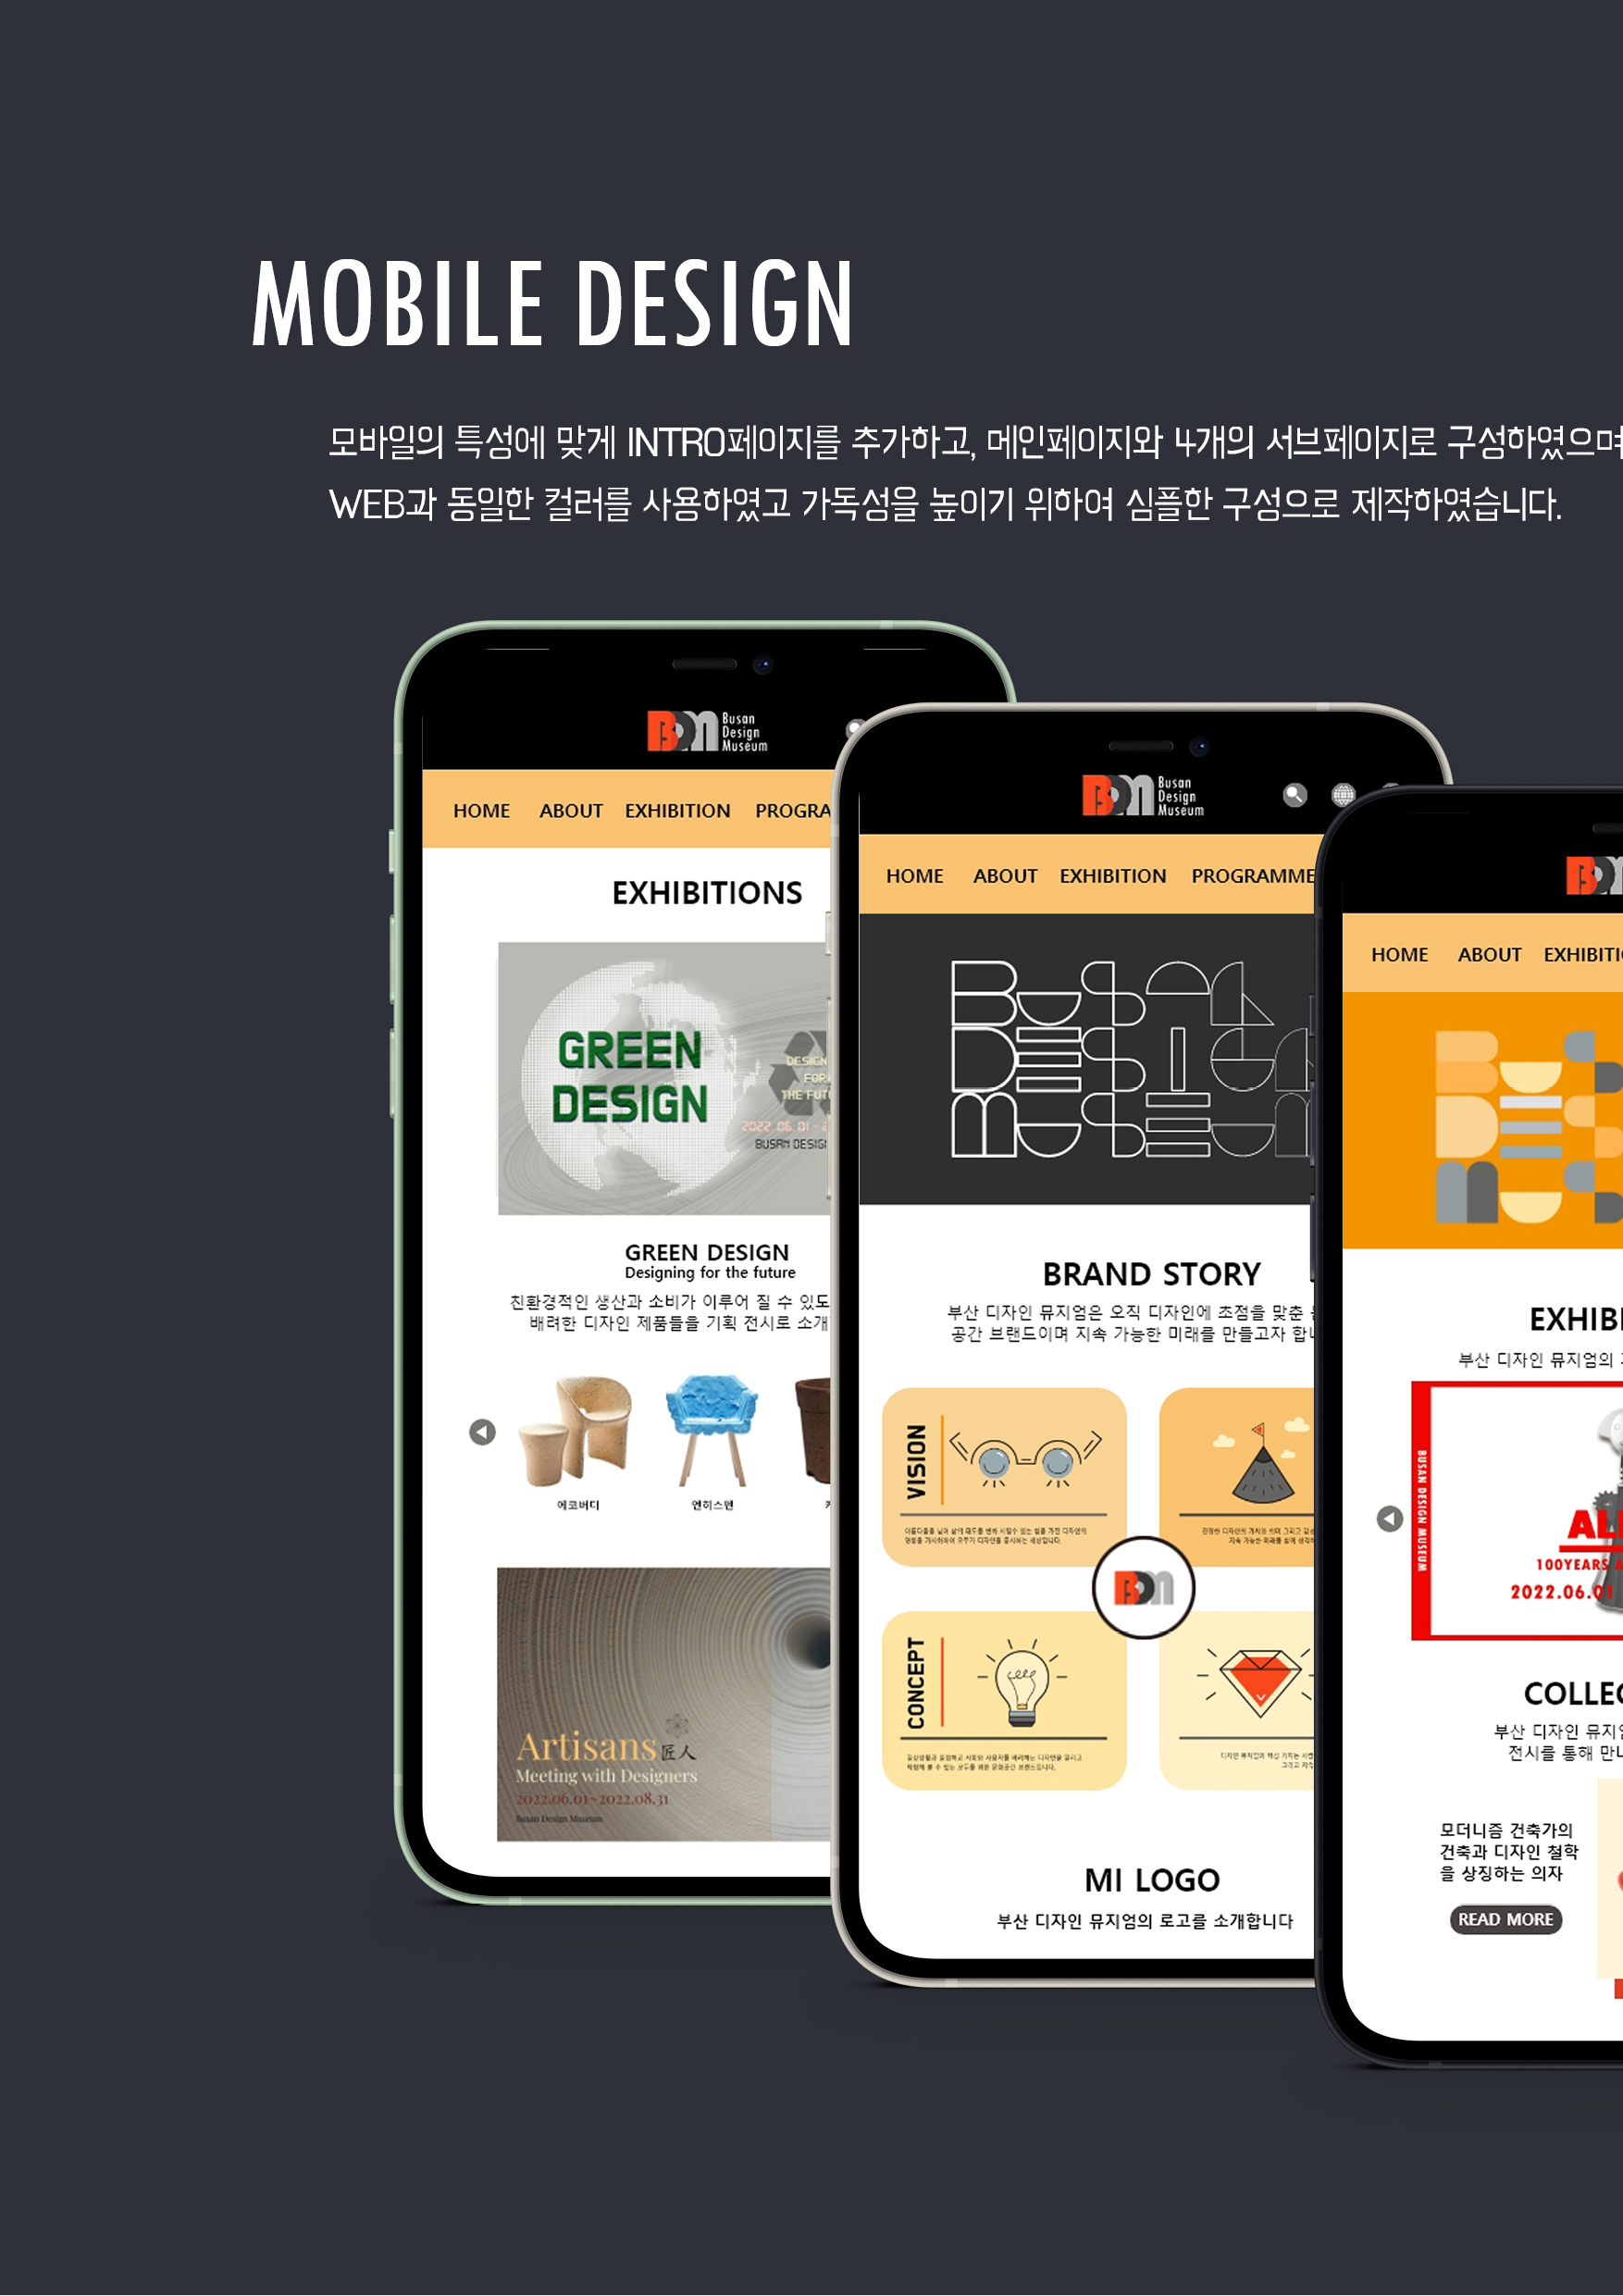 MOBILE DESIGN
모바일의 특성에 맞게 INTRO페이지를 추가하고, 메인페이지와 4개의 서브페이지로 구성하였으며
WEB과 동일한 컬러를 사용하였고 가독성을 높이기 위하여 심플한 구성으로 제작하였습니다.
Busan
Design
Museum
HOME ABOUT EXHIBITION PROGRA
EXHIBITIONS
GREEN
DESIGN
DESIGN
FOR
THE FUT
2022.06.01~
BUSAN DESIG
GREEN DESIGN
Designing for the future
친환경적인 생산과 소비가 이루어 질 수 있도
배려한 디자인 제품들을 기획 전시로 소개
에코버디
엔히스펜
Artisans 匠人
Meeting with Designers
2022.06.01~2022.08.31
Busan Design Museum
BDM
Busan
Design
Museum
HOME ABOUT EXHIBITION PROGRAMME
BUSAN
DESIGN
MUSEUM
BRAND STORY
부산 디자인 뮤지엄은 오직 디자인에 초점을 맞춘
공간 브랜드이며 지속 가능한 미래를 만들고자 합니
VISION
CONCEPT
BDM
MI LOGO
부산 디자인 뮤지엄의 로고를 소개합니다
HOME ABOUT EXHIBITI
EXHIB
부산 디자인 뮤지엄의
BUSAN DESIGN MUSEUM
AL
100YEARS
2022.06.01
COLLEC
부산 디자인 뮤지
전시를 통해 만
모더니즘 건축가의
건축과 디자인 철학
을 상징하는 의자
READ MORE